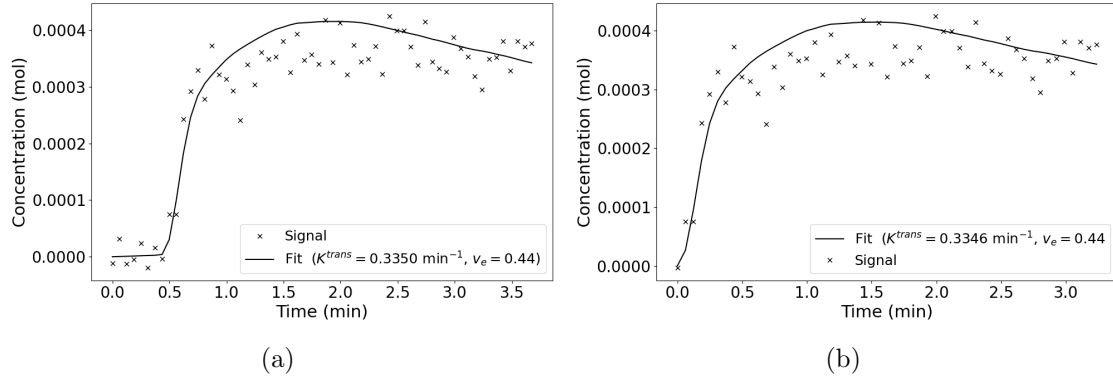 Concentration (mol)
0.0004
0.0003
0.0002
0.0001
0.0000
Signal
Fit  (K^{trans} = 0.3350 min⁻¹, vₑ = 0.44)
0.0 0.5 1.0 1.5 2.0 2.5 3.0 3.5
Time (min)
(a)
Concentration (mol)
0.0004
0.0003
0.0002
0.0001
0.0000
Fit  (K^{trans} = 0.3346 min⁻¹, vₑ = 0.44
Signal
0.0 0.5 1.0 1.5 2.0 2.5 3.0
Time (min)
(b)